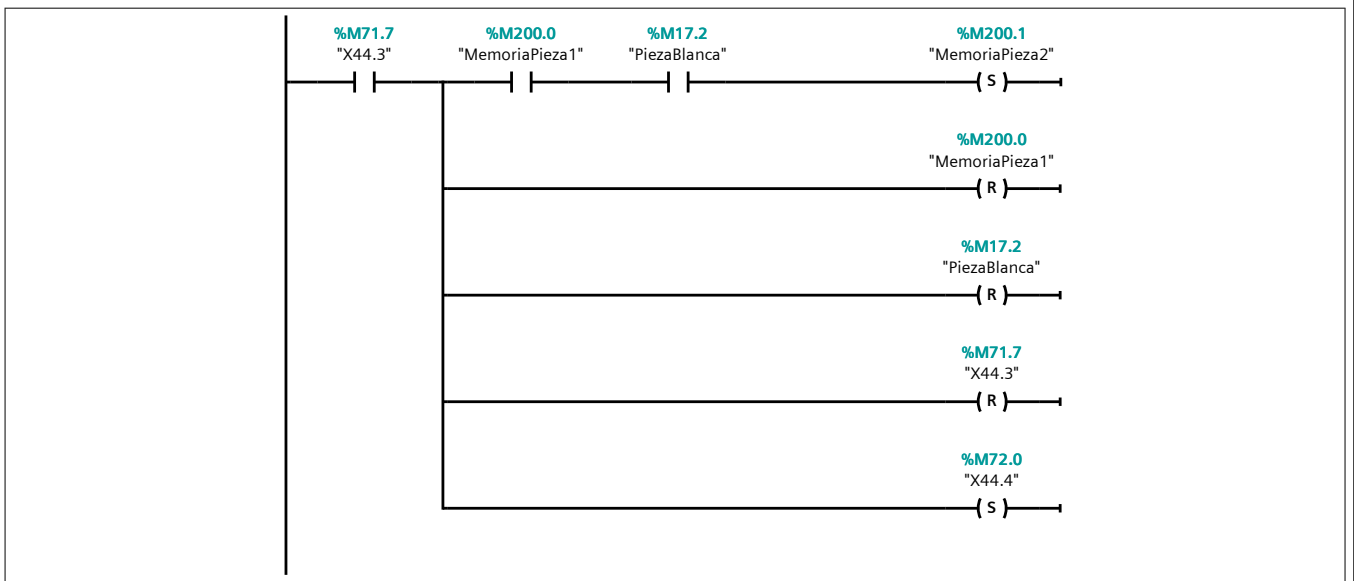 %M71.7 %M200.0 %M17.2 %M200.1
"X44.3" "MemoriaPieza1" "PiezaBlanca" "MemoriaPieza2"
S
%M200.0
"MemoriaPieza1"
R
%M17.2
"PiezaBlanca"
R
%M71.7
"X44.3"
R
%M72.0
"X44.4"
S